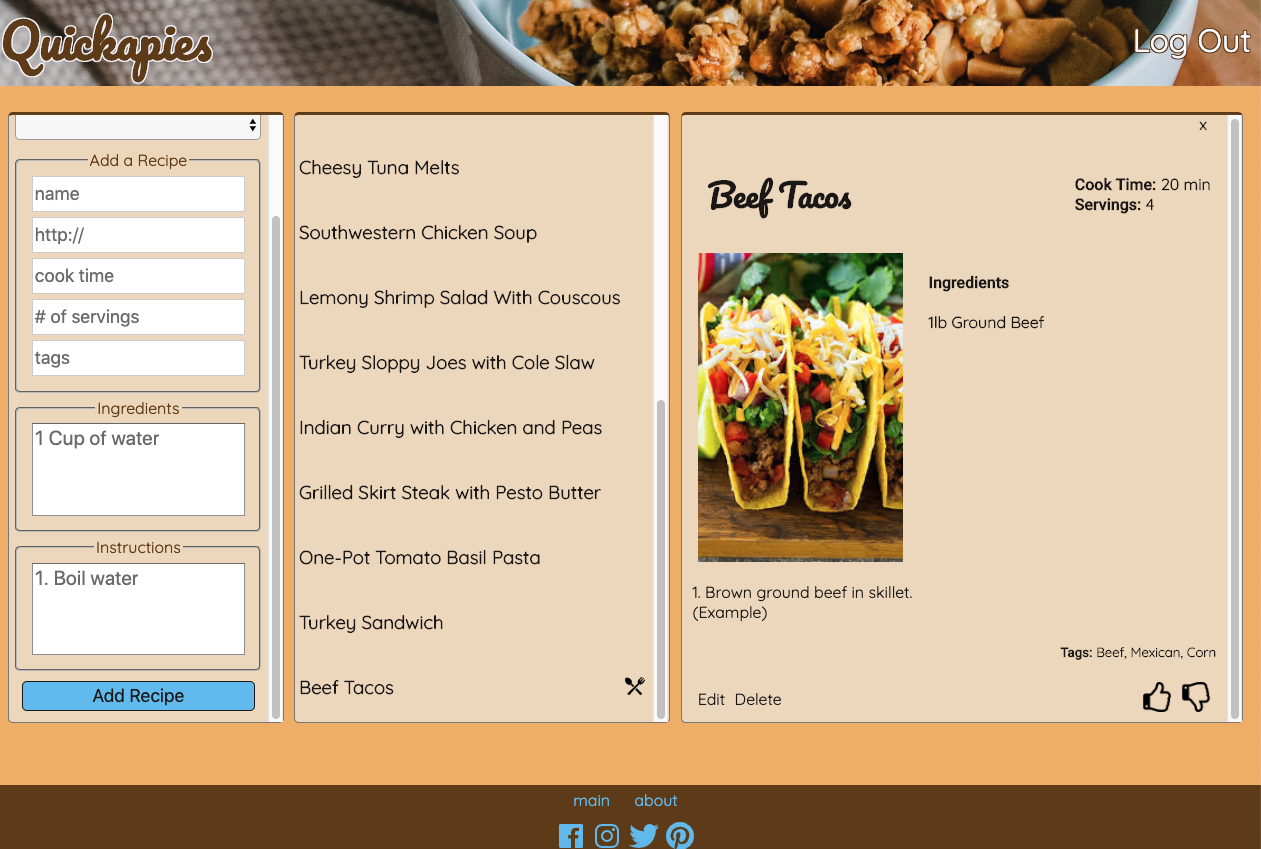 Quickapies
Log Out
Add a Recipe
name
http://
cook time
# of servings
tags
Ingredients
1 Cup of water
Instructions
1. Boil water
Add Recipe
Cheesy Tuna Melts
Southwestern Chicken Soup
Lemony Shrimp Salad With Couscous
Turkey Sloppy Joes with Cole Slaw
Indian Curry with Chicken and Peas
Grilled Skirt Steak with Pesto Butter
One-Pot Tomato Basil Pasta
Turkey Sandwich
Beef Tacos
x
Beef Tacos
Cook Time: 20 min
Servings: 4
Ingredients
1lb Ground Beef
1. Brown ground beef in skillet.
(Example)
Tags: Beef, Mexican, Corn
Edit Delete
main about